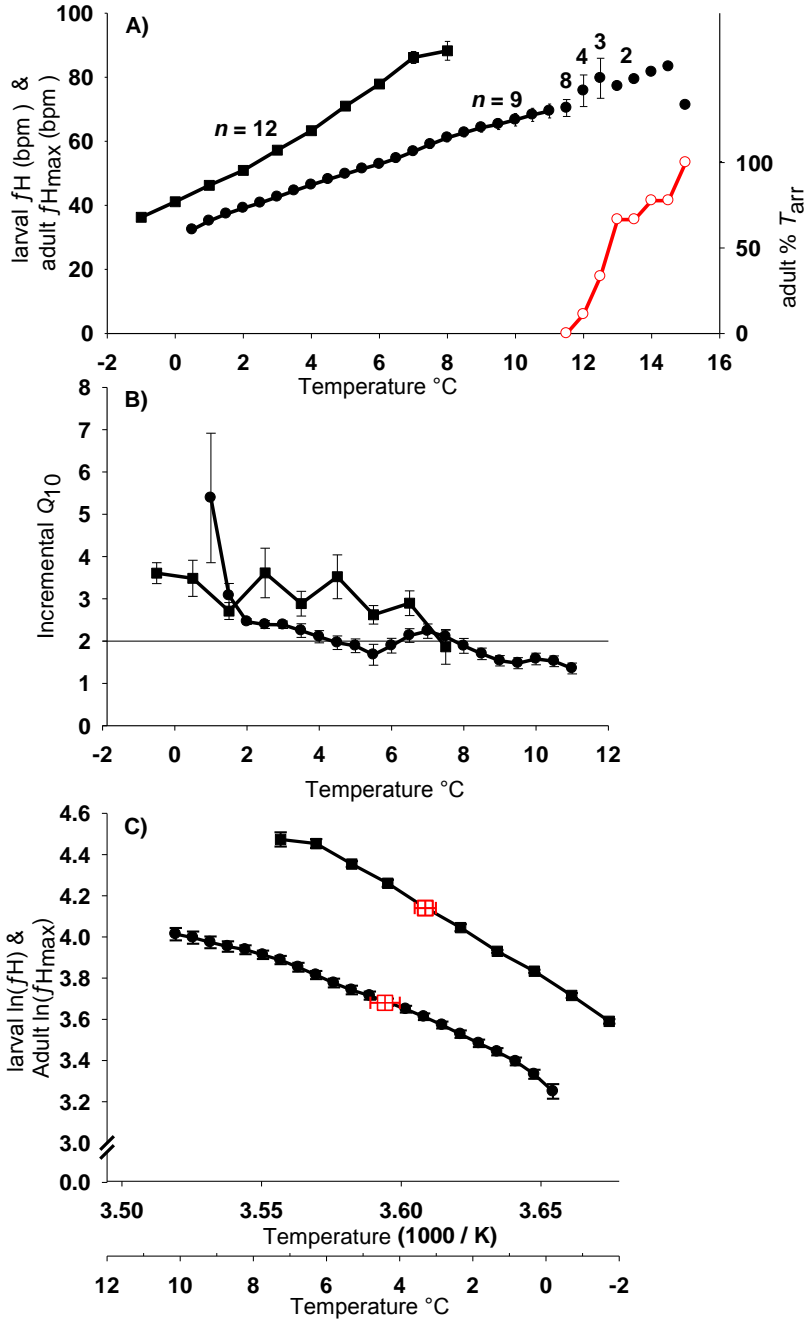 A)
larval fH (bpm) &
adult fHmax (bpm)
100
80
60
40
20
0
n = 12
n = 9
8
4
3
2
100
50
0
adult % Tarr
-2 0 2 4 6 8 10 12 14 16
Temperature °C
B)
Incremental Q10
8
7
6
5
4
3
2
1
0
-2 0 2 4 6 8 10 12
Temperature °C
C)
larval ln(fH) &
Adult ln(fHmax)
4.6
4.4
4.2
4.0
3.8
3.6
3.4
3.2
3.0
0.0
3.50 3.55 3.60 3.65
Temperature (1000 / K)
12 10 8 6 4 2 0 -2
Temperature °C